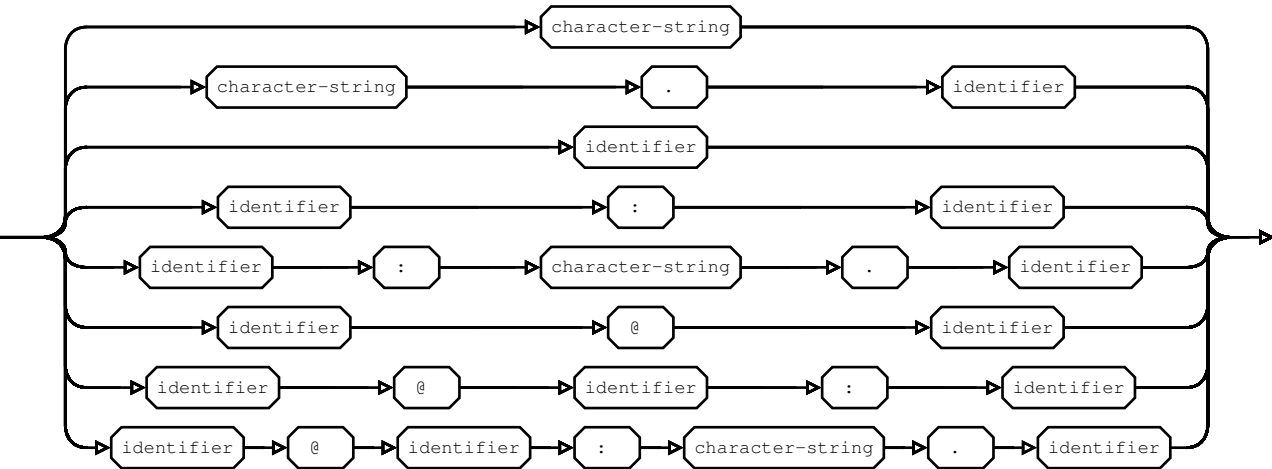 character-string
character-string . identifier
identifier
identifier : identifier
identifier : character-string . identifier
identifier @ identifier
identifier @ identifier : identifier
identifier @ identifier : character-string . identifier